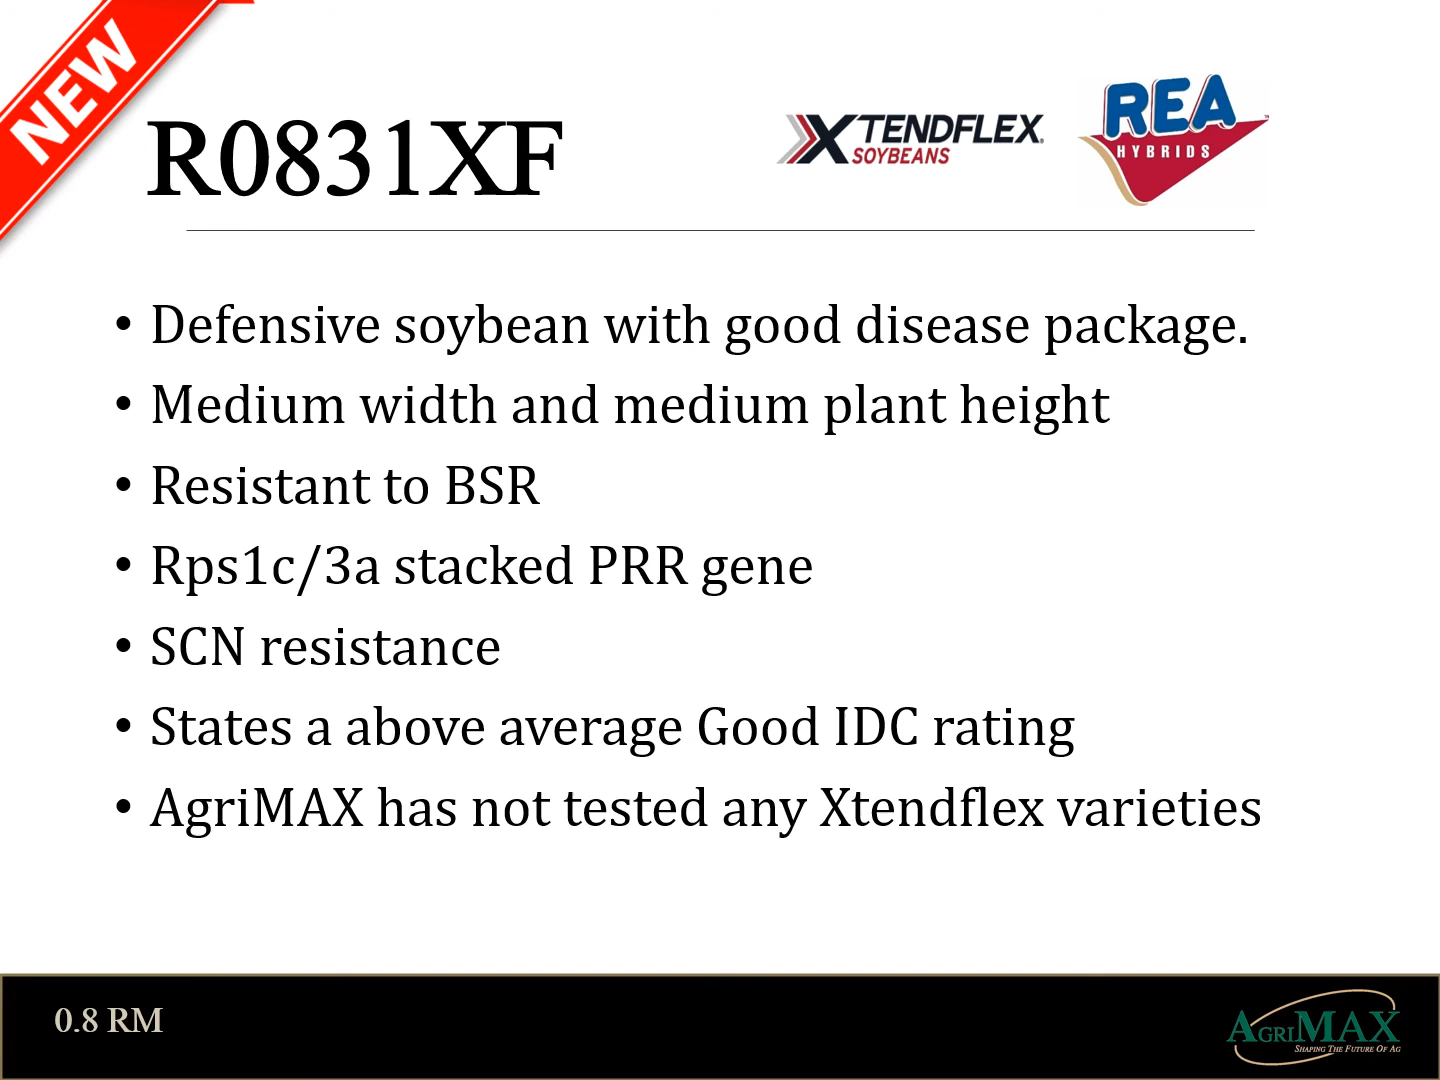 NEW
R0831XF
XTENDFLEX
SOYBEANS
REA
HYBRIDS
• Defensive soybean with good disease package.
• Medium width and medium plant height
• Resistant to BSR
• Rps1c/3a stacked PRR gene
• SCN resistance
• States a above average Good IDC rating
• AgriMAX has not tested any Xtendflex varieties
0.8 RM
AGRIMAX
SHAPING THE FUTURE OF AG